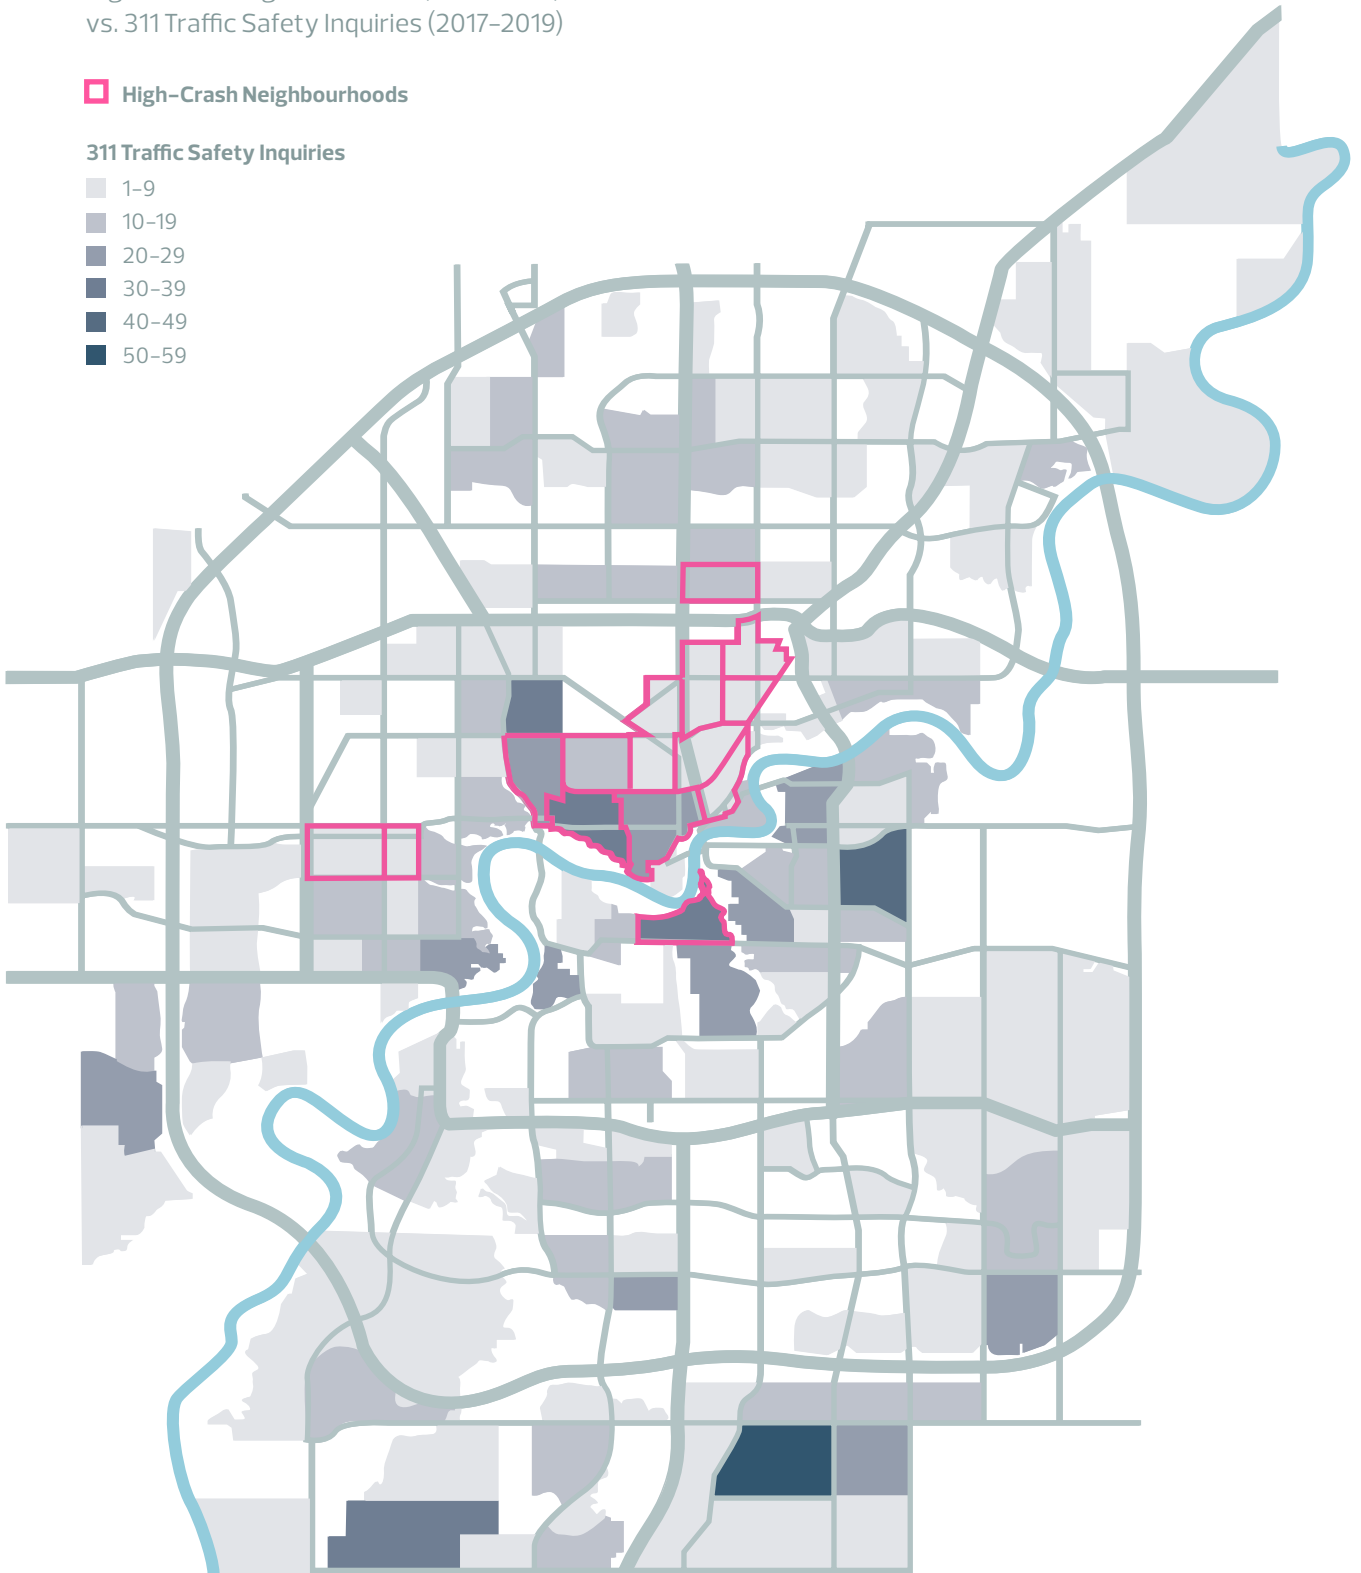 vs. 311 Traffic Safety Inquiries (2017–2019)
High-Crash Neighbourhoods
311 Traffic Safety Inquiries
1–9
10–19
20–29
30–39
40–49
50–59